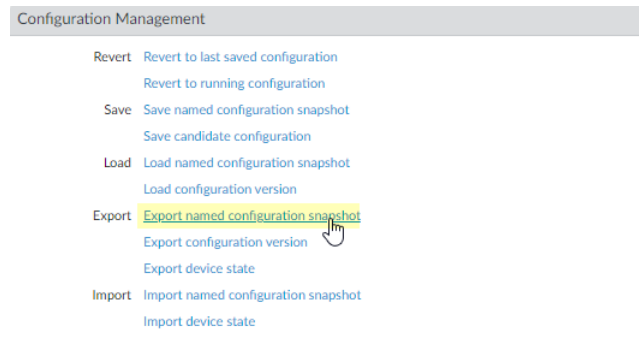 Configuration Management
Revert Revert to last saved configuration
Revert to running configuration
Save Save named configuration snapshot
Save candidate configuration
Load Load named configuration snapshot
Load configuration version
Export Export named configuration snapshot
Export configuration version
Export device state
Import Import named configuration snapshot
Import device state